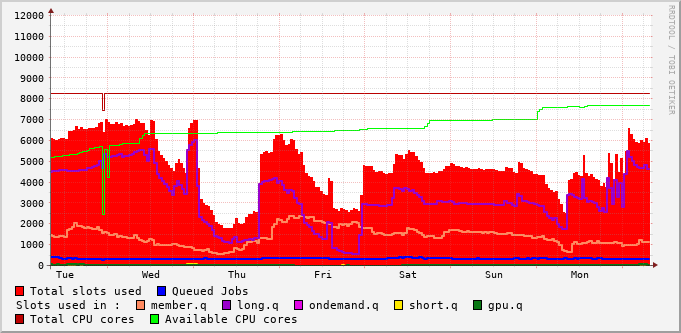 RRDTOOL / TOBI OETIKER
12000
11000
10000
9000
8000
7000
6000
5000
4000
3000
2000
1000
0
Tue Wed Thu Fri Sat Sun Mon
Total slots used Queued Jobs
Slots used in : member.q long.q ondemand.q short.q gpu.q
Total CPU cores Available CPU cores